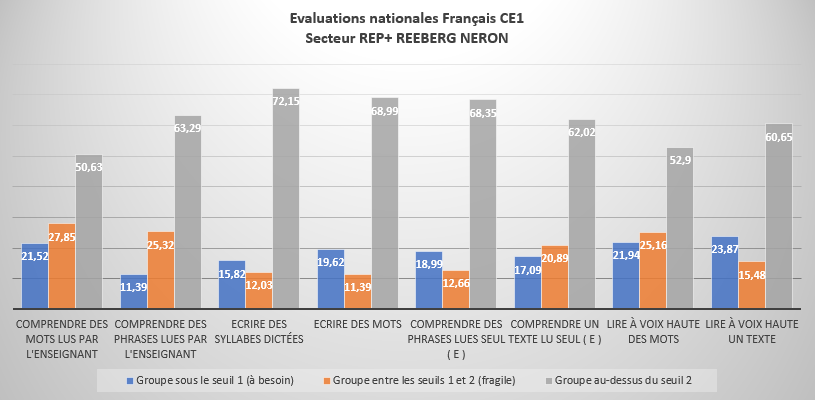 Evaluations nationales Français CE1
Secteur REP+ REEBERG NERON
21,52
27,85
50,63
11,39
25,32
63,29
15,82
12,03
72,15
19,62
11,39
68,99
18,99
12,66
68,35
17,09
20,89
62,02
21,94
25,16
52,9
23,87
15,48
60,65
COMPRENDRE DES
MOTS LUS PAR
L'ENSEIGNANT
COMPRENDRE DES
PHRASES LUES PAR
L'ENSEIGNANT
ECRIRE DES
SYLLABES DICTÉES
ECRIRE DES MOTS
COMPRENDRE DES
PHRASES LUES SEUL
( E )
COMPRENDRE UN
TEXTE LU SEUL ( E )
LIRE À VOIX HAUTE
DES MOTS
LIRE À VOIX HAUTE
UN TEXTE
Groupe sous le seuil 1 (à besoin)
Groupe entre les seuils 1 et 2 (fragile)
Groupe au-dessus du seuil 2